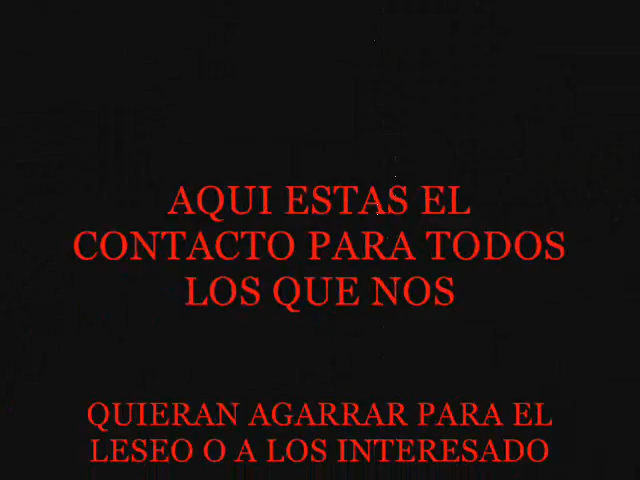 AQUI ESTAS EL
CONTACTO PARA TODOS
LOS QUE NOS
QUIERAN AGARRAR PARA EL
LESEO O A LOS INTERESADO